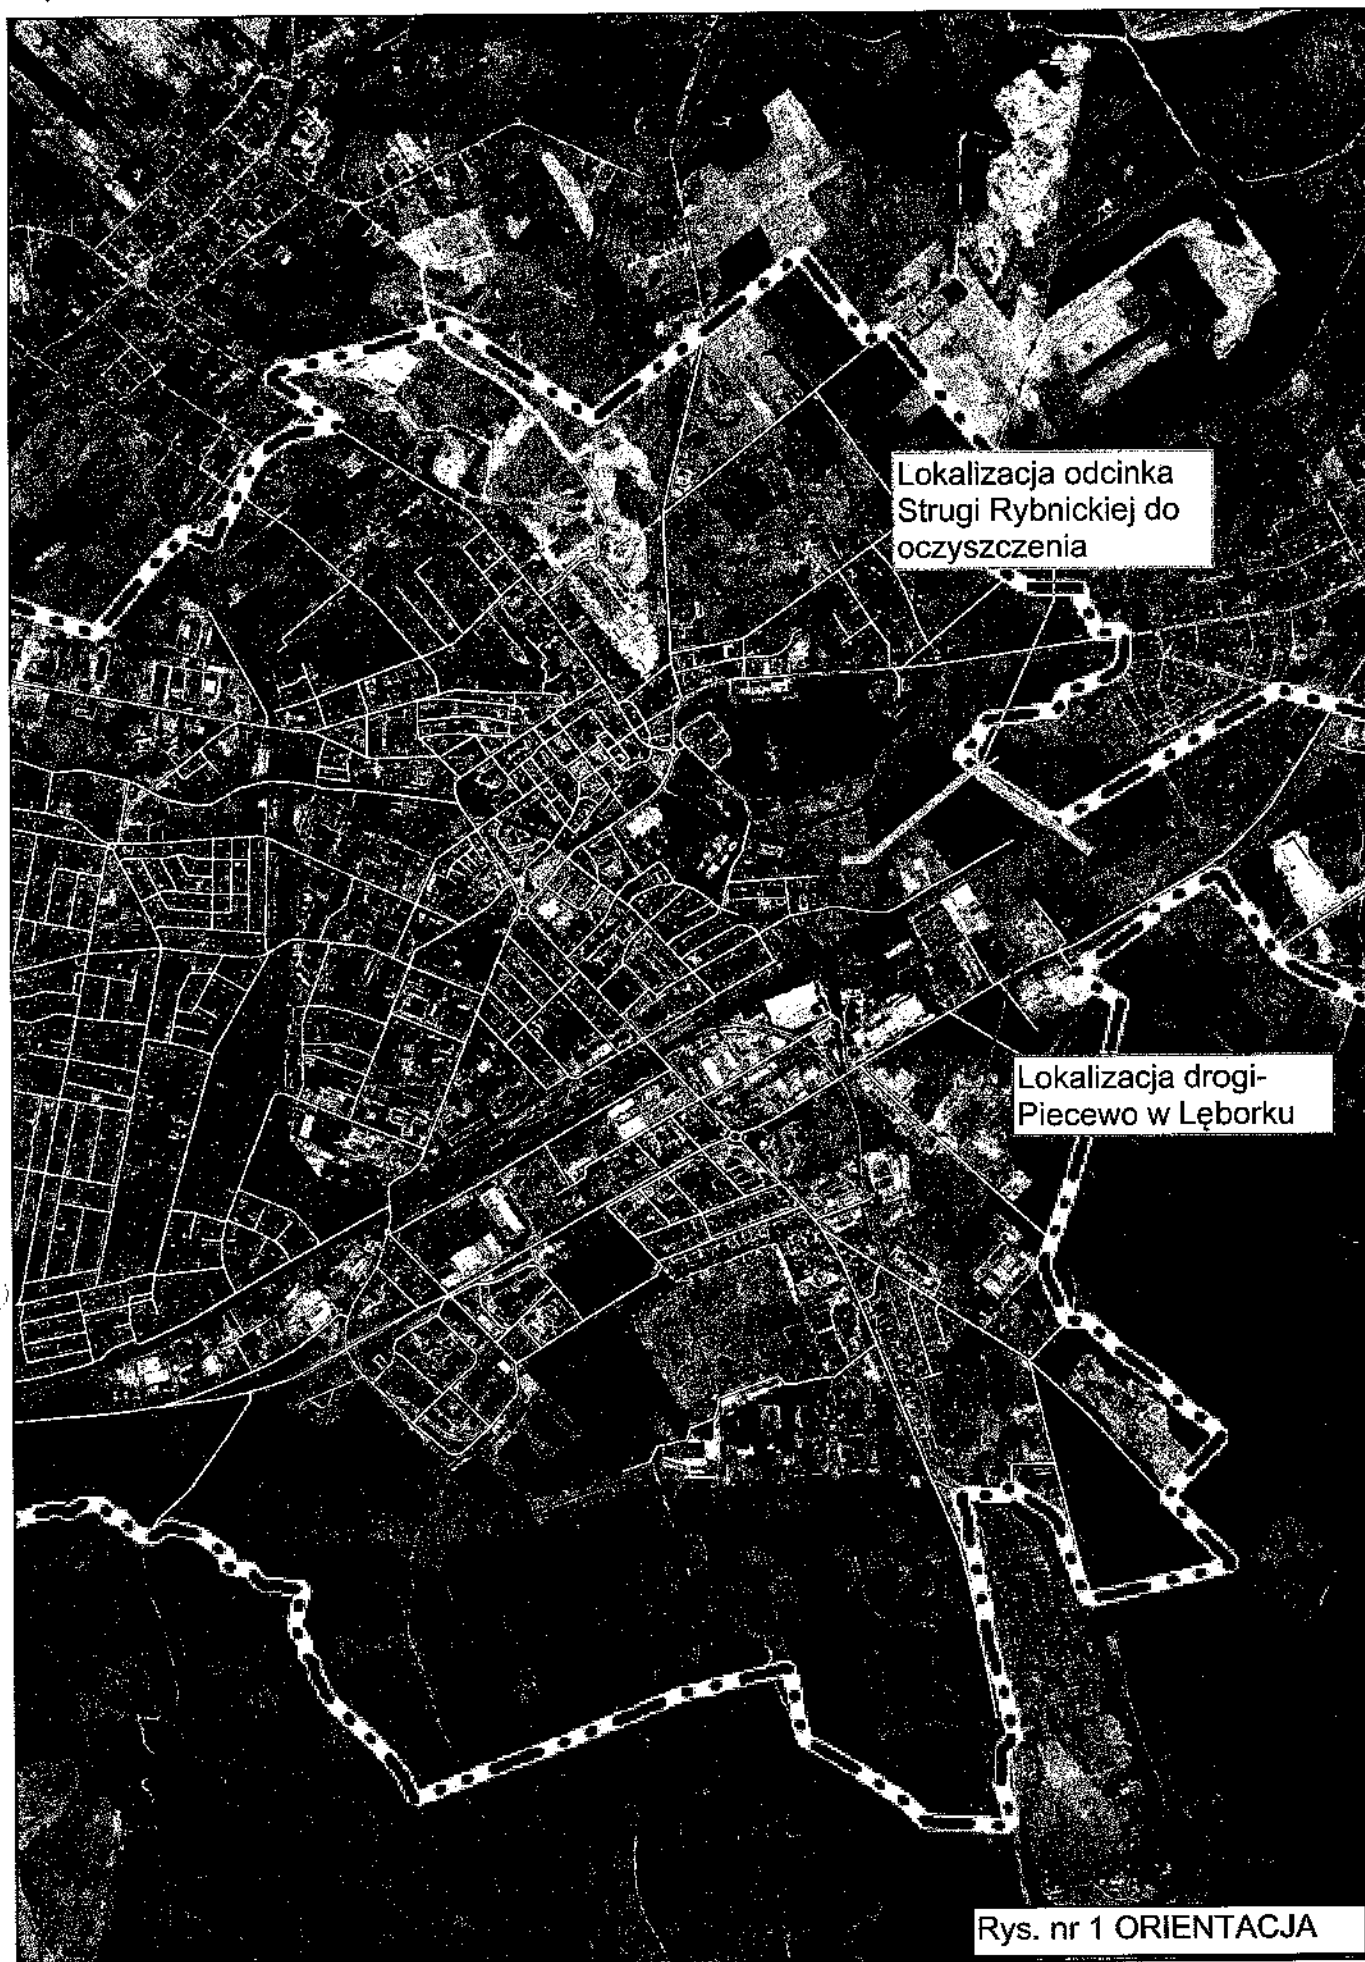 Lokalizacja odcinka
Strugi Rybnickiej do
oczyszczenia
Lokalizacja drogi-
Piecewo w Lęborku
Rys. nr 1 ORIENTACJA